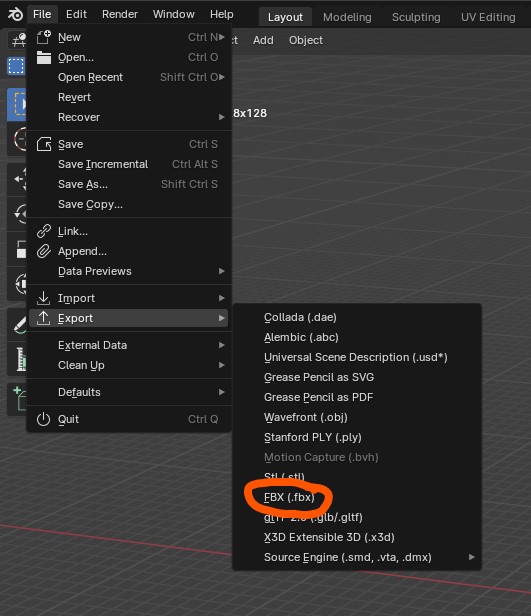 File Edit Render Window Help Layout Modeling Sculpting UV Editing
Add Object
New Ctrl N
Open... Ctrl O
Open Recent Shift Ctrl O
Revert
Recover
8x128
Save Ctrl S
Save Incremental Ctrl Alt S
Save As... Shift Ctrl S
Save Copy...
Link...
Append...
Data Previews
Import
Export
External Data
Clean Up
Defaults
Quit Ctrl Q
Collada (.dae)
Alembic (.abc)
Universal Scene Description (.usd*)
Grease Pencil as SVG
Grease Pencil as PDF
Wavefront (.obj)
Stanford PLY (.ply)
Motion Capture (.bvh)
Stl (.stl)
FBX (.fbx)
glTF 2.0 (.glb/.gltf)
X3D Extensible 3D (.x3d)
Source Engine (.smd, .vta, .dmx)